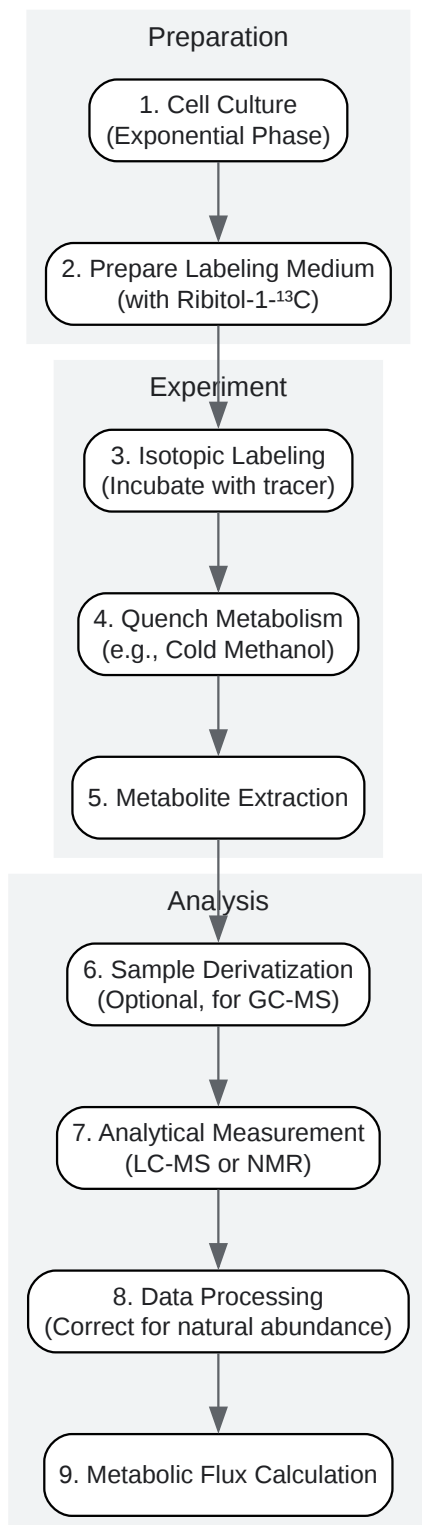 Preparation
1. Cell Culture
(Exponential Phase)
2. Prepare Labeling Medium
(with Ribitol-1-¹³C)
Experiment
3. Isotopic Labeling
(Incubate with tracer)
4. Quench Metabolism
(e.g., Cold Methanol)
5. Metabolite Extraction
Analysis
6. Sample Derivatization
(Optional, for GC-MS)
7. Analytical Measurement
(LC-MS or NMR)
8. Data Processing
(Correct for natural abundance)
9. Metabolic Flux Calculation